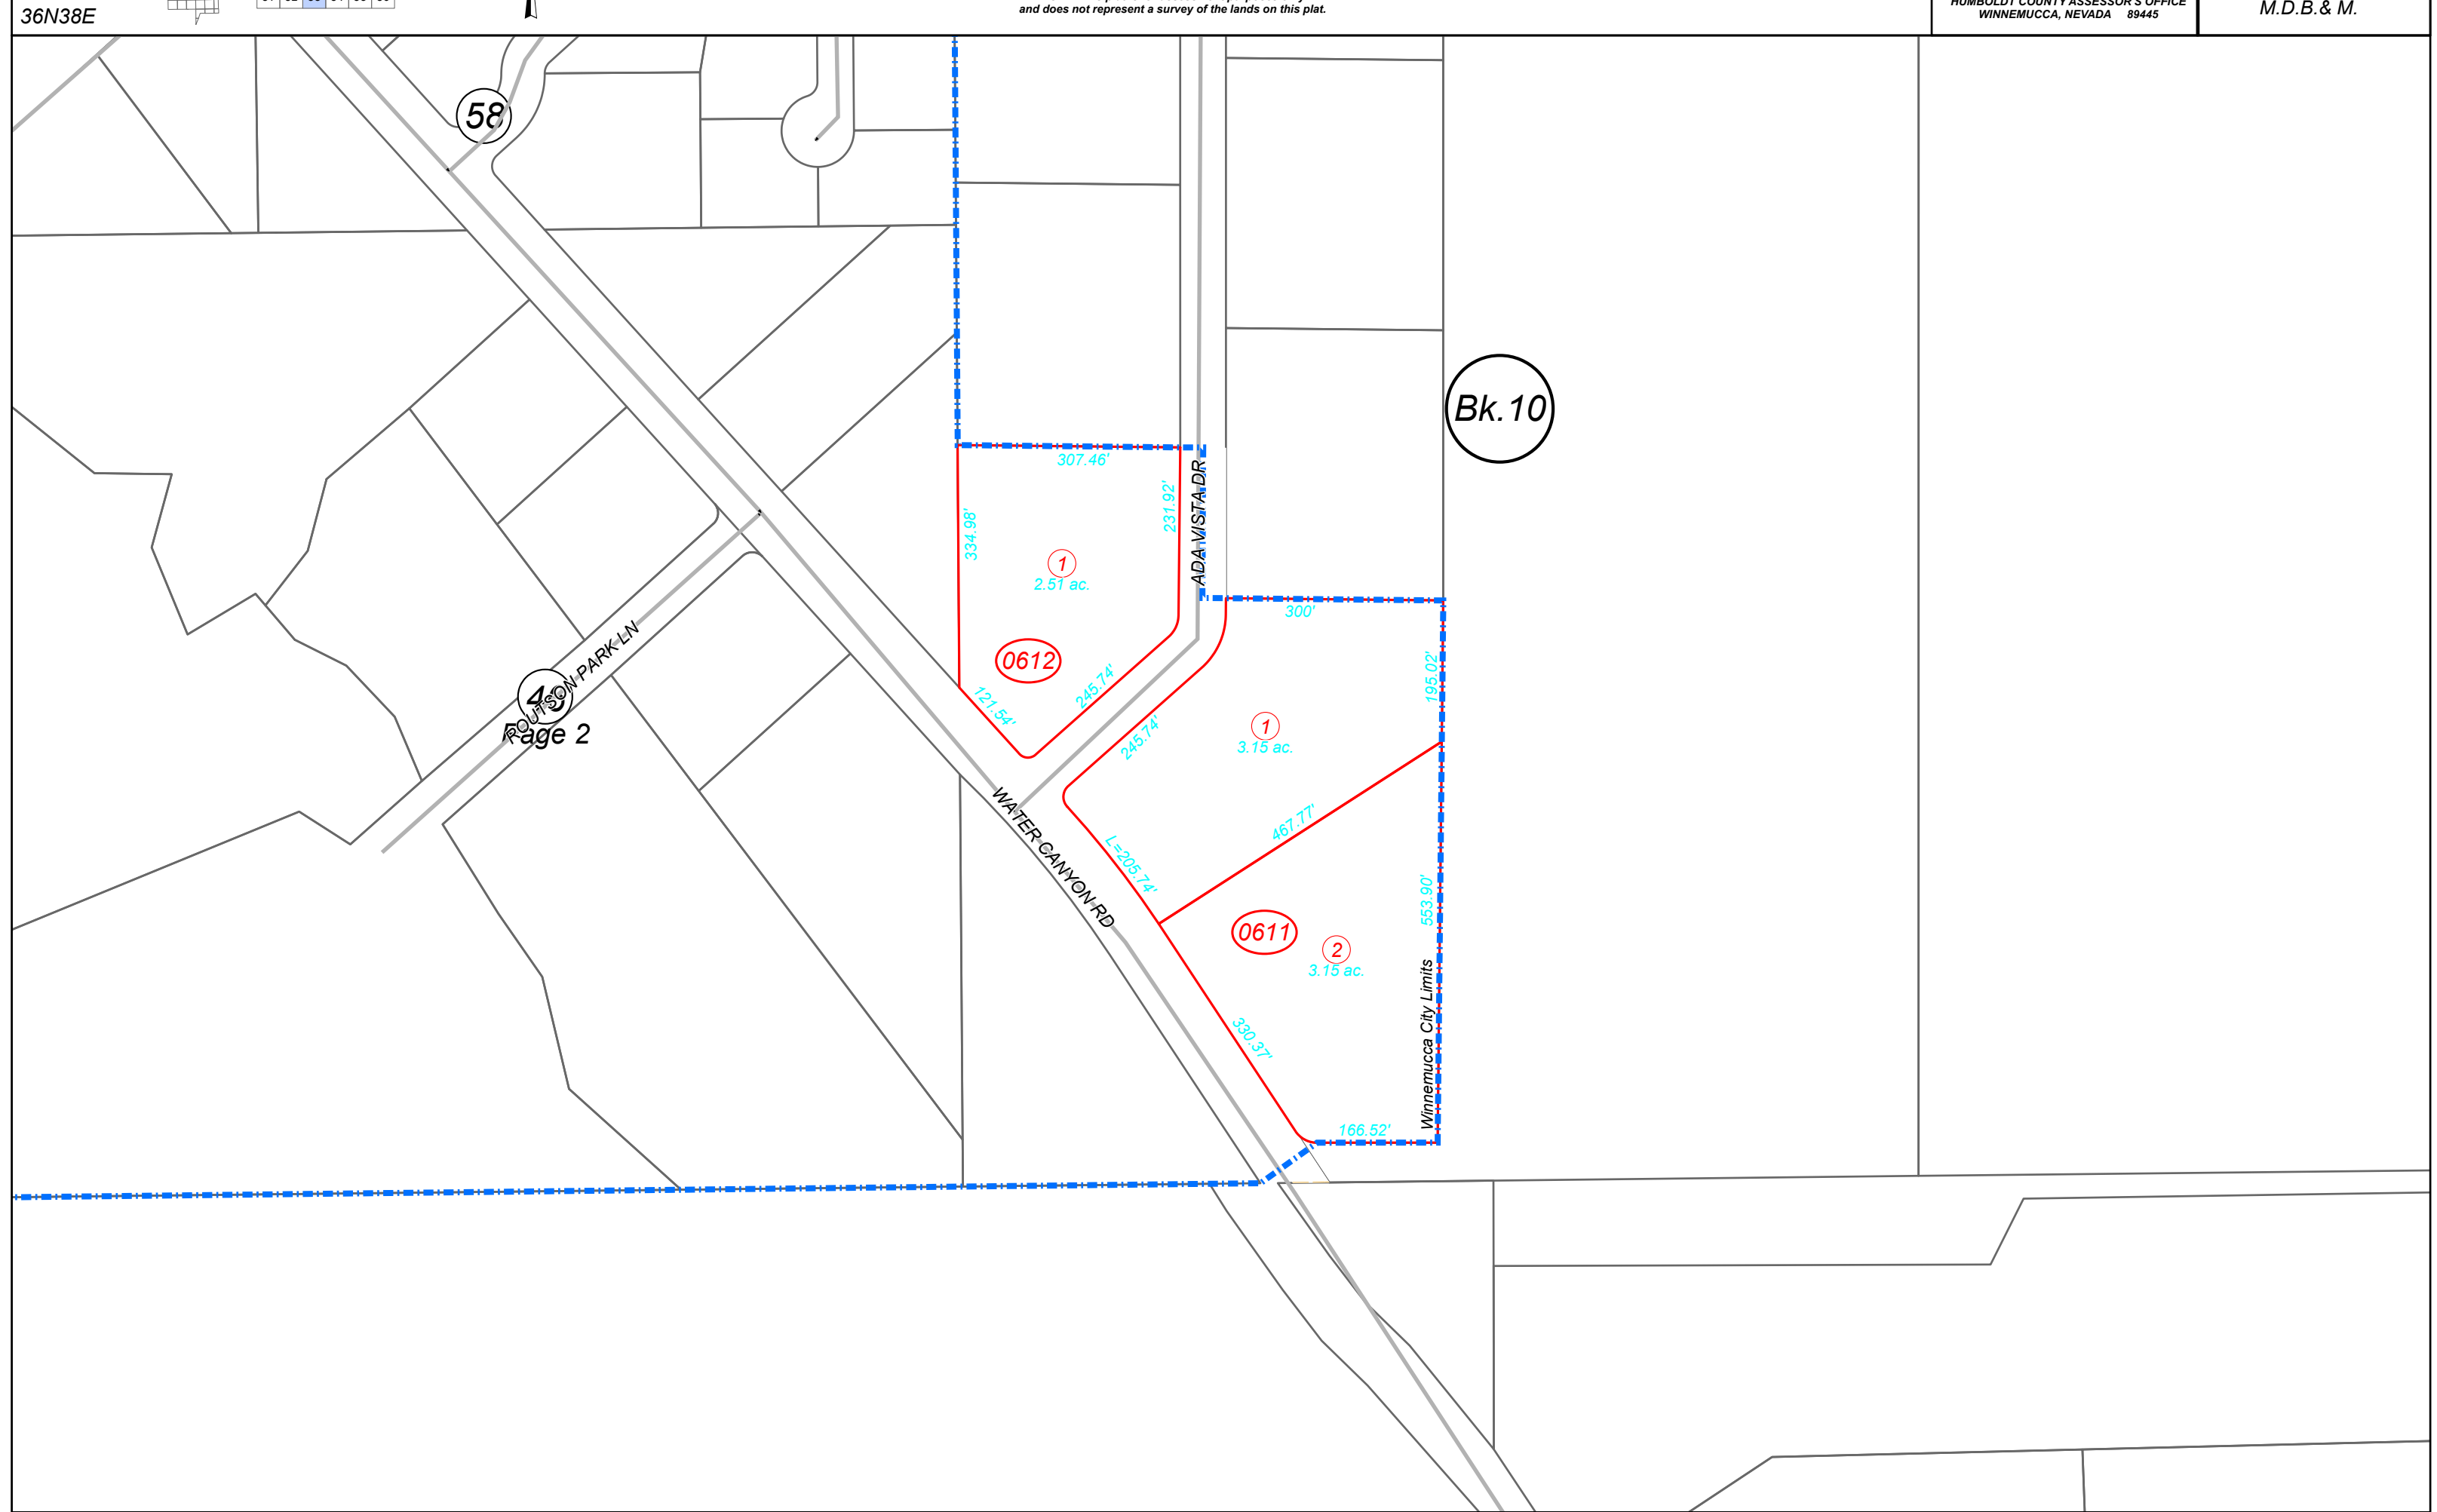 36N38E
and does not represent a survey of the lands on this plat.
HUMBOLDT COUNTY ASSESSOR'S OFFICE
WINNEMUCCA, NEVADA 89445
M.D.B.& M.
58
Bk.10
307.46'
334.98'
231.92'
ADA VISTA DR
1
2.51 ac.
300'
0612
195.02'
121.54'
245.74'
ROUTSON PARK LN
Page 2
245.74'
1
3.15 ac.
WATER CANYON RD
467.77'
L=205.74'
553.90'
0611
2
3.15 ac.
Winnemucca City Limits
330.37'
166.52'